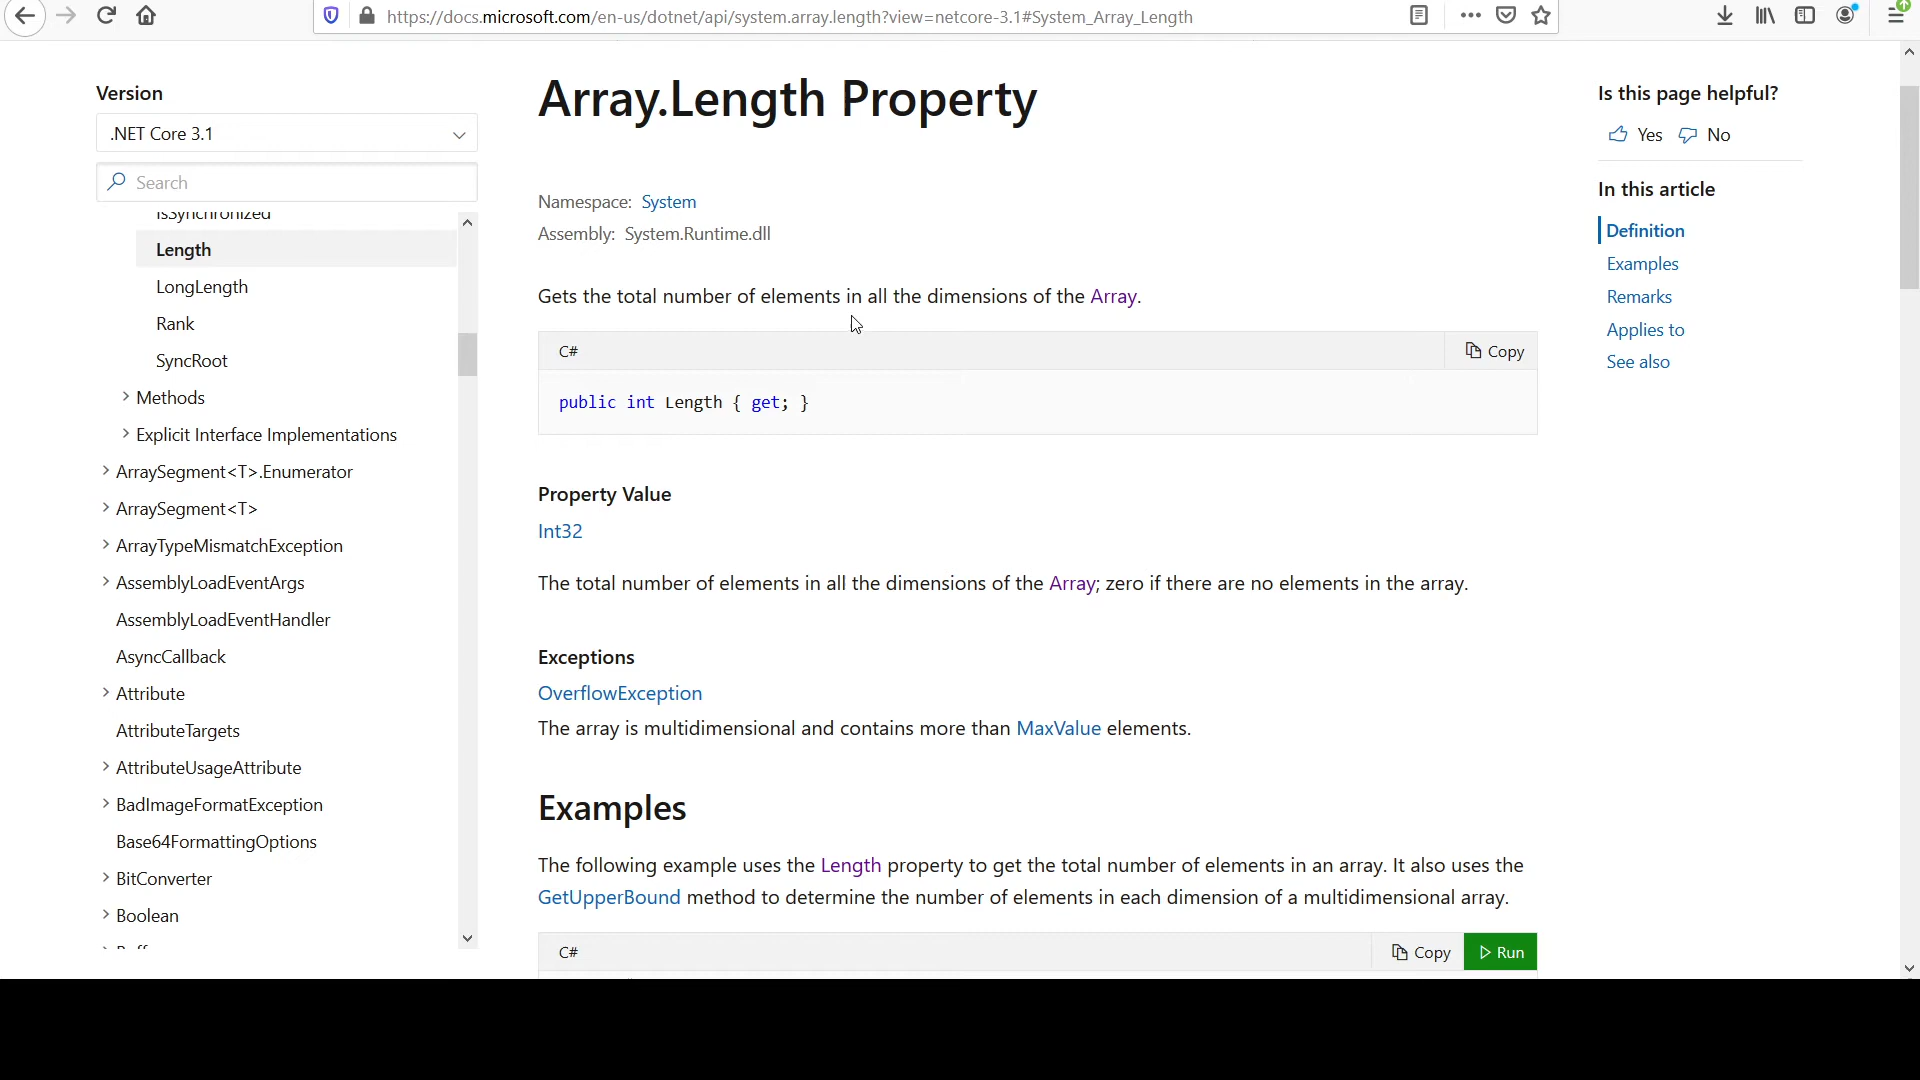 https://docs.microsoft.com/en-us/dotnet/api/system.array.length?view=netcore-3.1#System_Array_Length
Version
.NET Core 3.1
Search
IsSynchronized
Length
LongLength
Rank
SyncRoot
Methods
Explicit Interface Implementations
ArraySegment<T>.Enumerator
ArraySegment<T>
ArrayTypeMismatchException
AssemblyLoadEventArgs
AssemblyLoadEventHandler
AsyncCallback
Attribute
AttributeTargets
AttributeUsageAttribute
BadImageFormatException
Base64FormattingOptions
BitConverter
Boolean
Array.Length Property
Namespace: System
Assembly: System.Runtime.dll
Gets the total number of elements in all the dimensions of the Array.
C# Copy
public int Length { get; }
Property Value
Int32
The total number of elements in all the dimensions of the Array; zero if there are no elements in the array.
Exceptions
OverflowException
The array is multidimensional and contains more than MaxValue elements.
Examples
The following example uses the Length property to get the total number of elements in an array. It also uses the
GetUpperBound method to determine the number of elements in each dimension of a multidimensional array.
C# Copy Run
Is this page helpful?
Yes No
In this article
Definition
Examples
Remarks
Applies to
See also